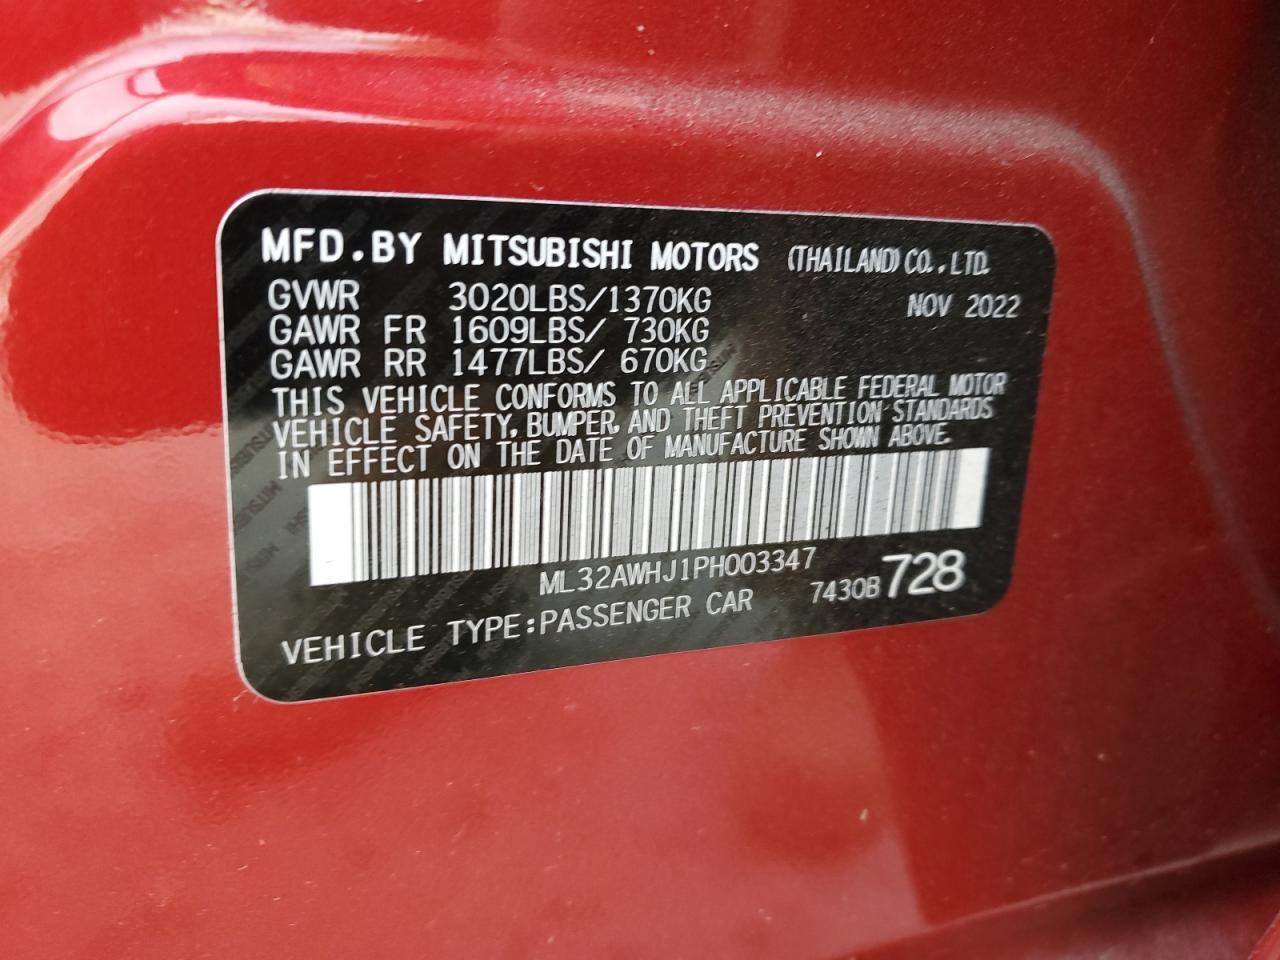 MFD.BY MITSUBISHI MOTORS (THAILAND) CO.,LTD.
GVWR 3020LBS/1370KG NOV 2022
GAWR FR 1609LBS/ 730KG
GAWR RR 1477LBS/ 670KG
THIS VEHICLE CONFORMS TO ALL APPLICABLE FEDERAL MOTOR
VEHICLE SAFETY, BUMPER, AND THEFT PREVENTION STANDARDS
IN EFFECT ON THE DATE OF MANUFACTURE SHOWN ABOVE.
ML32AWHJ1PH003347
7430B 728
VEHICLE TYPE:PASSENGER CAR